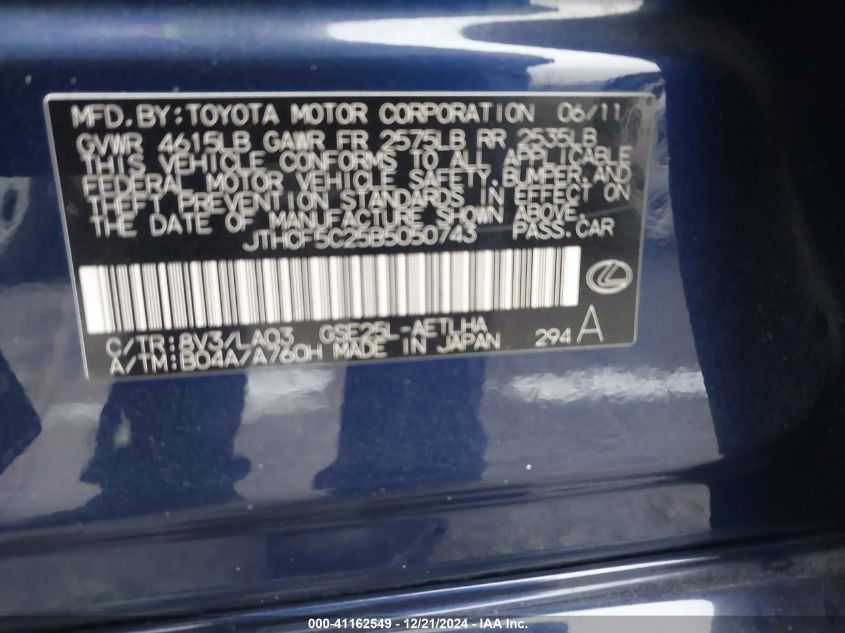 MFD. BY: TOYOTA MOTOR CORPORATION 06/11
GVWR 4615LB GAWR FR 2575LB RR 2535LB
THIS VEHICLE CONFORMS TO ALL APPLICABLE
FEDERAL MOTOR VEHICLE SAFETY, BUMPER, AND
THEFT PREVENTION STANDARDS IN EFFECT ON
THE DATE OF MANUFACTURE SHOWN ABOVE.
JTHCF5C25B5050743 PASS. CAR
C/TR: 8V3/LA03 GSE25L-AETLHA
A/TM: B04A/A760H MADE IN JAPAN 294 A
000-41162549 - 12/21/2024 - IAA